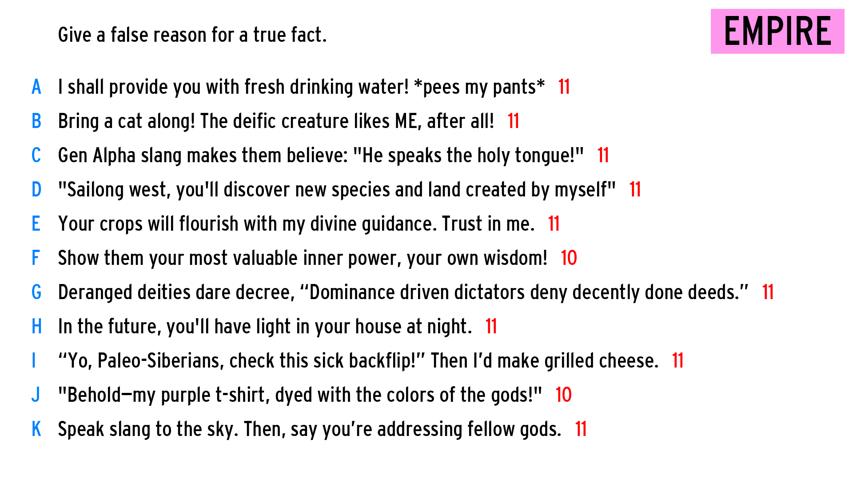 Give a false reason for a true fact.
EMPIRE
A I shall provide you with fresh drinking water! *pees my pants* 11
B Bring a cat along! The deific creature likes ME, after all! 11
C Gen Alpha slang makes them believe: "He speaks the holy tongue!" 11
D "Sailong west, you'll discover new species and land created by myself" 11
E Your crops will flourish with my divine guidance. Trust in me. 11
F Show them your most valuable inner power, your own wisdom! 10
G Deranged deities dare decree, “Dominance driven dictators deny decently done deeds.” 11
H In the future, you'll have light in your house at night. 11
I “Yo, Paleo-Siberians, check this sick backflip!” Then I’d make grilled cheese. 11
J "Behold—my purple t-shirt, dyed with the colors of the gods!" 10
K Speak slang to the sky. Then, say you’re addressing fellow gods. 11